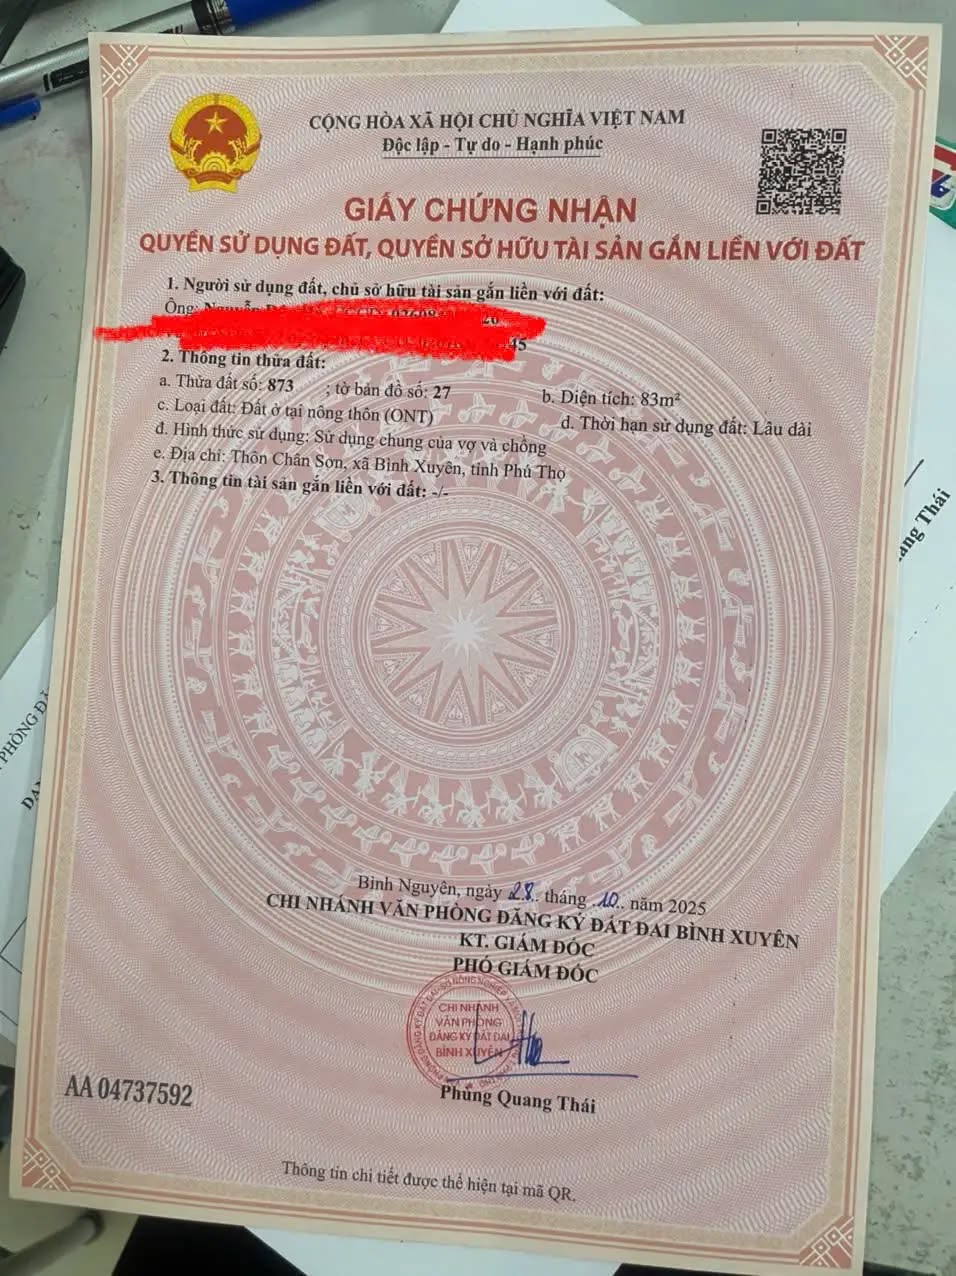 CỘNG HÒA XÃ HỘI CHỦ NGHĨA VIỆT NAM
Độc lập - Tự do - Hạnh phúc
GIẤY CHỨNG NHẬN
QUYỀN SỬ DỤNG ĐẤT, QUYỀN SỞ HỮU TÀI SẢN GẮN LIỀN VỚI ĐẤT
1. Người sử dụng đất, chủ sở hữu tài sản gắn liền với đất:
Ông:
45
2. Thông tin thửa đất:
a. Thửa đất số: 873 ; tờ bản đồ số: 27 b. Diện tích: 83m²
c. Loại đất: Đất ở tại nông thôn (ONT) d. Thời hạn sử dụng đất: Lâu dài
đ. Hình thức sử dụng: Sử dụng chung của vợ và chồng
e. Địa chỉ: Thôn Chân Sơn, xã Bình Xuyên, tỉnh Phú Thọ
3. Thông tin tài sản gắn liền với đất: -/-
Bình Nguyên, ngày 28 tháng 10 năm 2025
CHI NHÁNH VĂN PHÒNG ĐĂNG KÝ ĐẤT ĐAI BÌNH XUYÊN
KT. GIÁM ĐỐC
PHÓ GIÁM ĐỐC
CHI NHÁNH
VĂN PHÒNG
ĐĂNG KÝ ĐẤT ĐAI
BÌNH XUYÊN
Phùng Quang Thái
AA 04737592
Thông tin chi tiết được thể hiện tại mã QR.
ang Thái
PHÒNG ĐĂ